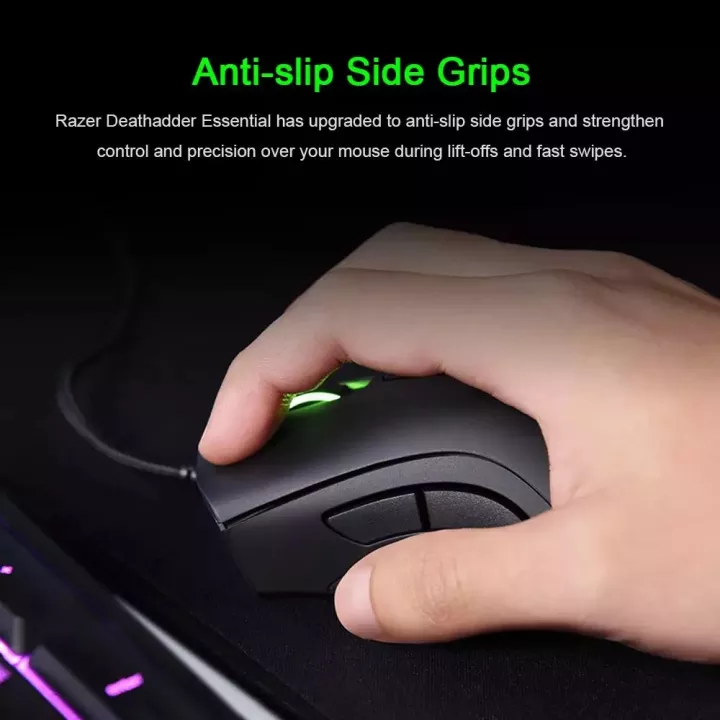 Anti-slip Side Grips
Razer Deathadder Essential has upgraded to anti-slip side grips and strengthen
control and precision over your mouse during lift-offs and fast swipes.